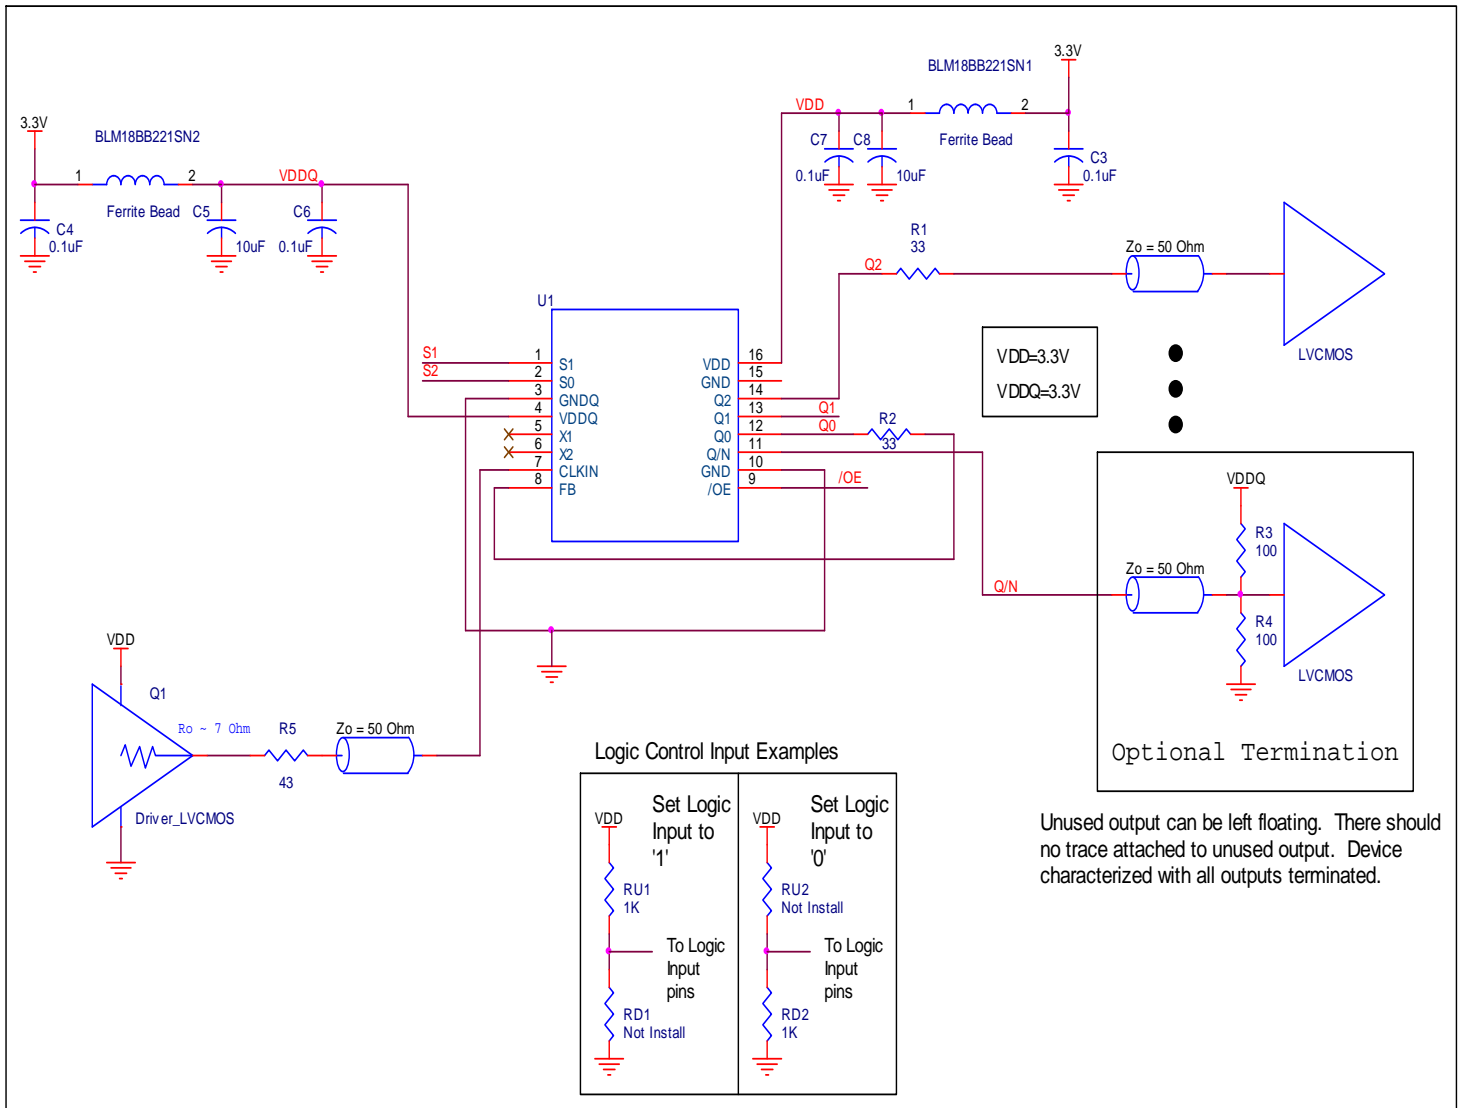 3.3V
BLM18BB221SN1
VDD
1
2
C7
C8
Ferrite Bead
C3
0.1uF
10uF
0.1uF
3.3V
BLM18BB221SN2
1
2
VDDQ
Ferrite Bead
C5
C6
C4
0.1uF
10uF
0.1uF
R1
33
Q2
Zo = 50 Ohm
LVCMOS
VDD=3.3V
VDDQ=3.3V
U1
S1
1
S1
S2
2
S0
3
GNDQ
4
VDDQ
5
X1
6
X2
7
CLKIN
8
FB
VDD
16
GND
15
Q2
14
Q1
13
Q1
Q0
12
Q0
Q/N
11
GND
10
/OE
9
/OE
R2
33
VDDQ
R3
100
Zo = 50 Ohm
Q/N
R4
100
LVCMOS
Optional Termination
VDD
Q1
Ro ~ 7 Ohm
R5
43
Zo = 50 Ohm
Driver_LVCMOS
Logic Control Input Examples
VDD
Set Logic
Input to
'1'
RU1
1K
To Logic
Input
pins
RD1
Not Install
VDD
Set Logic
Input to
'0'
RU2
Not Install
To Logic
Input
pins
RD2
1K
Unused output can be left floating. There should
no trace attached to unused output. Device
characterized with all outputs terminated.